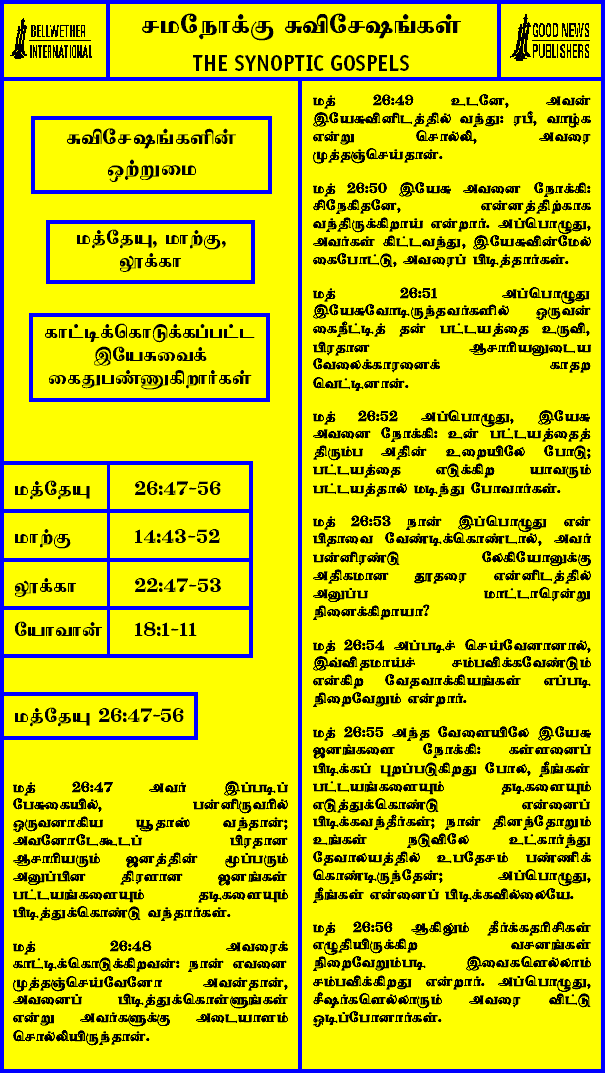 BELLWETHER
INTERNATIONAL
சமநோக்கு சுவிசேஷங்கள்
THE SYNOPTIC GOSPELS
GOOD NEWS
PUBLISHERS
சுவிசேஷங்களின்
ஒற்றுமை
மத்தேயு, மாற்கு,
லூக்கா
காட்டிக்கொடுக்கப்பட்ட
இயேசுவைக்
கைதுபண்ணுகிறார்கள்
மத்தேயு 26:47-56
மாற்கு 14:43-52
லூக்கா 22:47-53
யோவான் 18:1-11
மத்தேயு 26:47-56
மத் 26:47 அவர் இப்படிப்
பேசுகையில், பன்னிருவரில்
ஒருவனாகிய யூதாஸ் வந்தான்;
அவனோடேகூடப் பிரதான
ஆசாரியரும் ஜனத்தின் மூப்பரும்
அனுப்பின திரளான ஜனங்கள்
பட்டயங்களையும் தடிகளையும்
பிடித்துக்கொண்டு வந்தார்கள்.
மத் 26:48 அவரைக்
காட்டிக்கொடுக்கிறவன்: நான் எவனை
முத்தஞ்செய்வேனோ அவன்தான்,
அவனைப் பிடித்துக்கொள்ளுங்கள்
என்று அவர்களுக்கு அடையாளம்
சொல்லியிருந்தான்.
மத் 26:49 உடனே, அவன்
இயேசுவினிடத்தில் வந்து: ரபீ, வாழ்க
என்று சொல்லி, அவரை
முத்தஞ்செய்தான்.
மத் 26:50 இயேசு அவனை நோக்கி:
சிநேகிதனே, என்னத்திற்காக
வந்திருக்கிறாய் என்றார். அப்பொழுது,
அவர்கள் கிட்டவந்து, இயேசுவின்மேல்
கைபோட்டு, அவரைப் பிடித்தார்கள்.
மத் 26:51 அப்பொழுது
இயேசுவோடிருந்தவர்களில் ஒருவன்
கைநீட்டித் தன் பட்டயத்தை உருவி,
பிரதான ஆசாரியனுடைய
வேலைக்காரனைக் காதற
வெட்டினான்.
மத் 26:52 அப்பொழுது, இயேசு
அவனை நோக்கி: உன் பட்டயத்தைத்
திரும்ப அதின் உறையிலே போடு;
பட்டயத்தை எடுக்கிற யாவரும்
பட்டயத்தால் மடிந்து போவார்கள்.
மத் 26:53 நான் இப்பொழுது என்
பிதாவை வேண்டிக்கொண்டால், அவர்
பன்னிரண்டு லேகியோனுக்கு
அதிகமான தூதரை என்னிடத்தில்
அனுப்ப மாட்டாரென்று
நினைக்கிறாயா?
மத் 26:54 அப்படிச் செய்வேனானால்,
இவ்விதமாய்ச் சம்பவிக்கவேண்டும்
என்கிற வேதவாக்கியங்கள் எப்படி
நிறைவேறும் என்றார்.
மத் 26:55 அந்த வேளையிலே இயேசு
ஜனங்களை நோக்கி: கள்ளனைப்
பிடிக்கப் புறப்படுகிறது போல, நீங்கள்
பட்டயங்களையும் தடிகளையும்
எடுத்துக்கொண்டு என்னைப்
பிடிக்கவந்தீர்கள்; நான் தினந்தோறும்
உங்கள் நடுவிலே உட்கார்ந்து
தேவாலயத்தில் உபதேசம் பண்ணிக்
கொண்டிருந்தேன்; அப்பொழுது,
நீங்கள் என்னைப் பிடிக்கவில்லையே.
மத் 26:56 ஆகிலும் தீர்க்கதரிசிகள்
எழுதியிருக்கிற வசனங்கள்
நிறைவேறும்படி இவைகளெல்லாம்
சம்பவிக்கிறது என்றார். அப்பொழுது,
சீஷர்களெல்லாரும் அவரை விட்டு
ஓடிப்போனார்கள்.